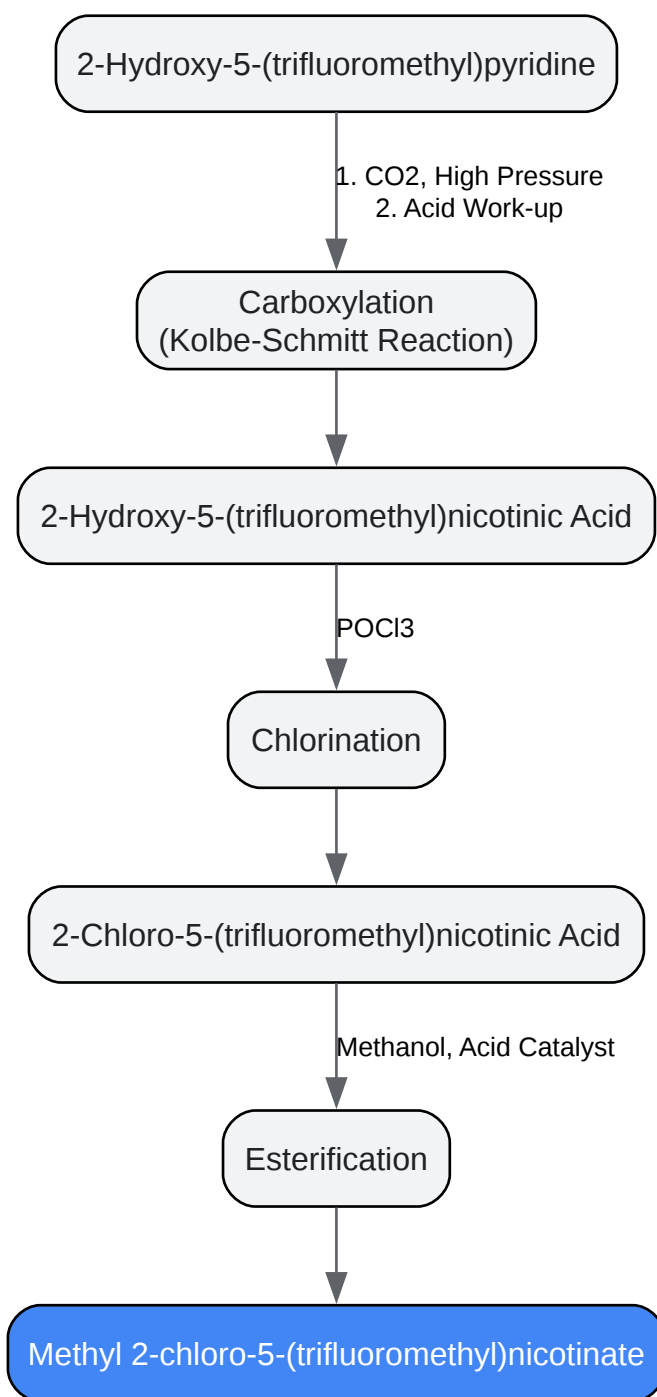 2-Hydroxy-5-(trifluoromethyl)pyridine
1. CO2, High Pressure
2. Acid Work-up
Carboxylation
(Kolbe-Schmitt Reaction)
2-Hydroxy-5-(trifluoromethyl)nicotinic Acid
POCl3
Chlorination
2-Chloro-5-(trifluoromethyl)nicotinic Acid
Methanol, Acid Catalyst
Esterification
Methyl 2-chloro-5-(trifluoromethyl)nicotinate